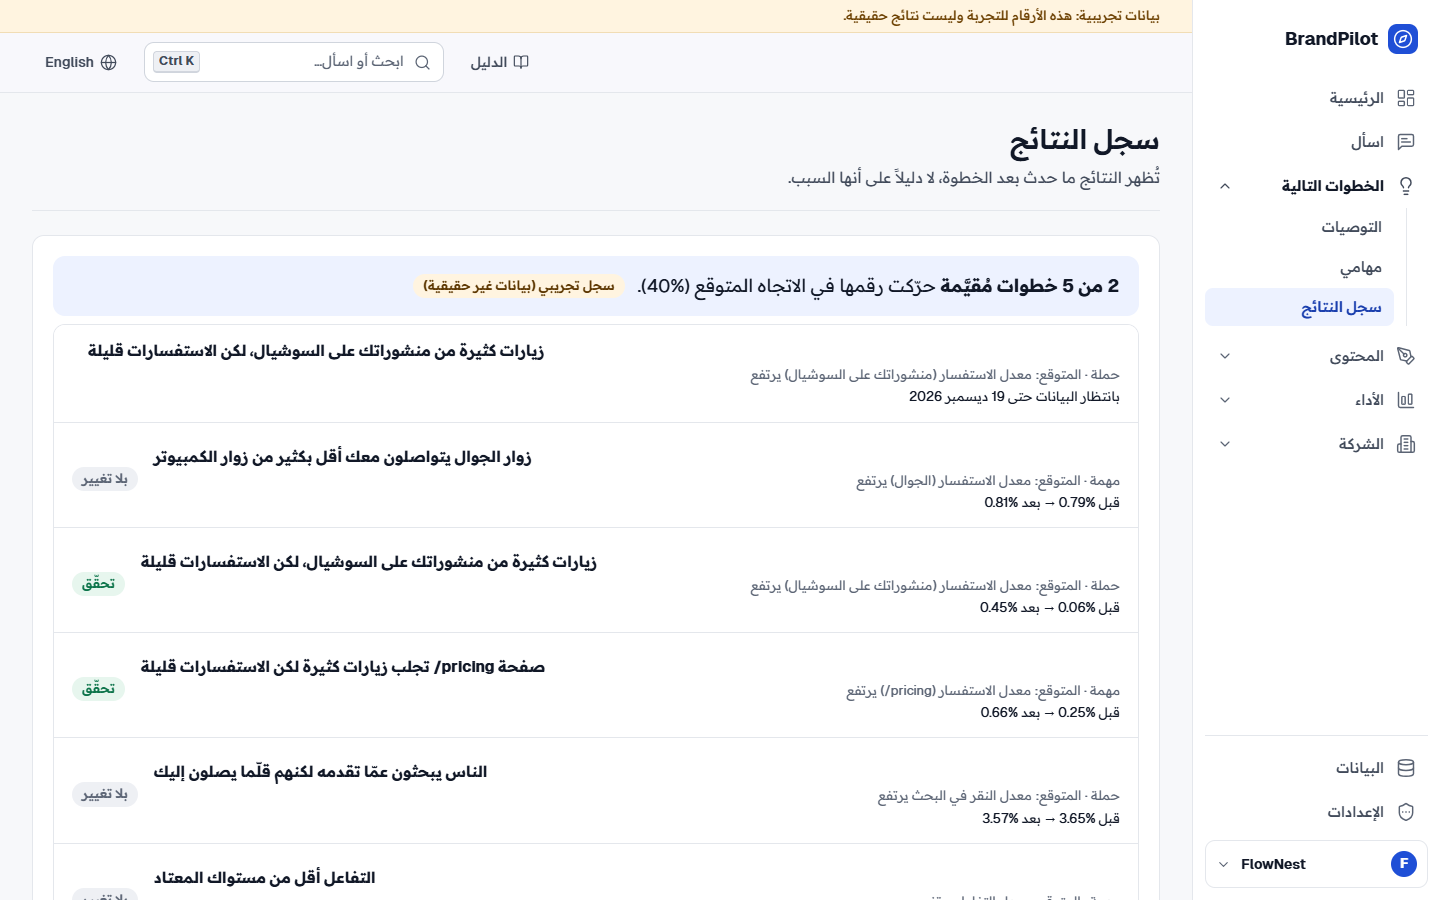 بيانات تجريبية: هذه الأرقام للتجربة وليست نتائج حقيقية.
BrandPilot
الرئيسية
اسأل
الخطوات التالية
التوصيات
مهامي
سجل النتائج
المحتوى
الأداء
الشركة
البيانات
الإعدادات
F FlowNest
الدليل
ابحث أو اسأل...
Ctrl K
English
سجل النتائج
تُظهر النتائج ما حدث بعد الخطوة، لا دليلاً على أنها السبب.
2 من 5 خطوات مُقيَّمة حرّكت رقمها في الاتجاه المتوقع (40%). سجل تجريبي (بيانات غير حقيقية)
زيارات كثيرة من منشوراتك على السوشيال، لكن الاستفسارات قليلة
حملة · المتوقع: معدل الاستفسار (منشوراتك على السوشيال) يرتفع
بانتظار البيانات حتى 19 ديسمبر 2026
زوار الجوال يتواصلون معك أقل بكثير من زوار الكمبيوتر
مهمة · المتوقع: معدل الاستفسار (الجوال) يرتفع
قبل 0.79% → بعد 0.81%
بلا تغيير
زيارات كثيرة من منشوراتك على السوشيال، لكن الاستفسارات قليلة
حملة · المتوقع: معدل الاستفسار (منشوراتك على السوشيال) يرتفع
قبل 0.06% → بعد 0.45%
تحقّق
صفحة /pricing تجلب زيارات كثيرة لكن الاستفسارات قليلة
مهمة · المتوقع: معدل الاستفسار (/pricing) يرتفع
قبل 0.25% → بعد 0.66%
تحقّق
الناس يبحثون عمّا تقدمه لكنهم قلّما يصلون إليك
حملة · المتوقع: معدل النقر في البحث يرتفع
قبل 3.65% → بعد 3.57%
بلا تغيير
التفاعل أقل من مستواك المعتاد